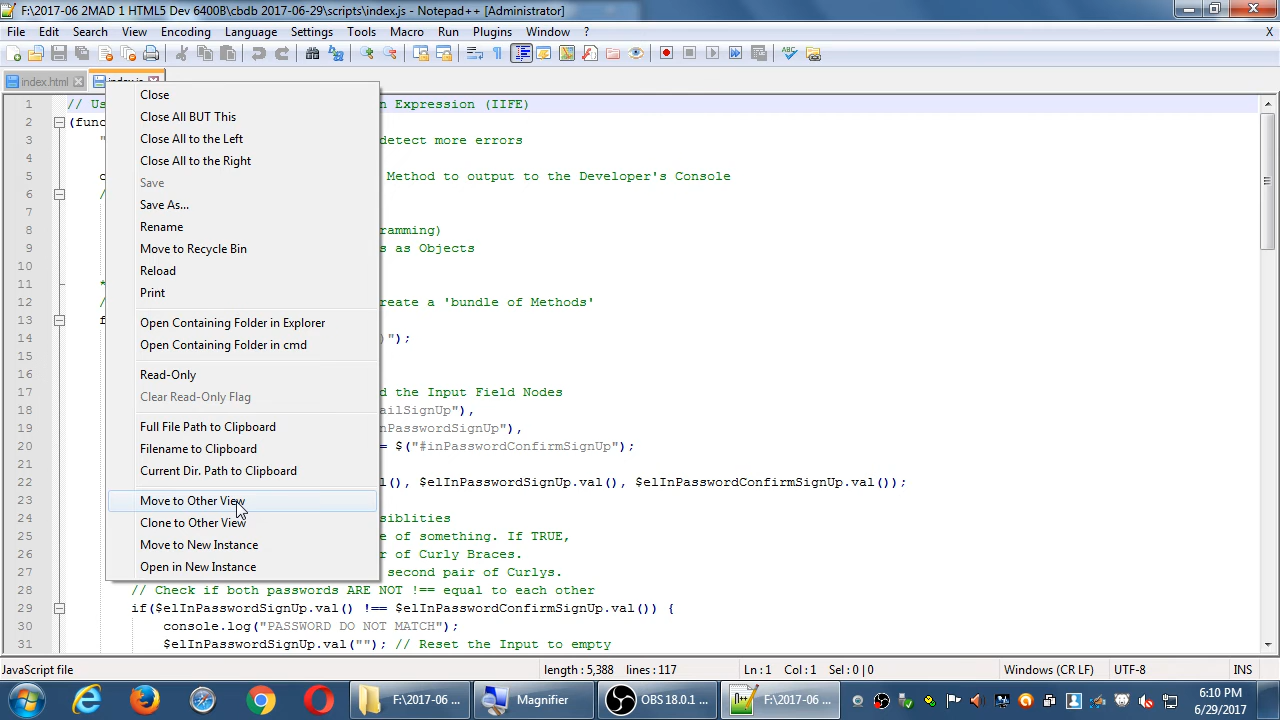 F:\2017-06 2MAD 1 HTML5 Dev 6400B\cbdb 2017-06-29\scripts\index.js - Notepad++ [Administrator]
File Edit Search View Encoding Language Settings Tools Macro Run Plugins Window ? X
index.html
1 // Us n Expression (IIFE)
2 (func
3 " detect more errors
4
5 c Method to output to the Developer's Console
6 /
7
8 ramming)
9 s as Objects
10
11 *
12 / reate a 'bundle of Methods'
13 f
14 )");
15
16
17 d the Input Field Nodes
18 ailSignUp"),
19 nPasswordSignUp"),
20 = $("#inPasswordConfirmSignUp");
21
22 (), $elInPasswordSignUp.val(), $elInPasswordConfirmSignUp.val());
23
24 siblities
25 e of something. If TRUE,
26 r of Curly Braces.
27 second pair of Curlys.
28 // Check if both passwords ARE NOT !== equal to each other
29 if($elInPasswordSignUp.val() !== $elInPasswordConfirmSignUp.val()) {
30 console.log("PASSWORD DO NOT MATCH");
31 $elInPasswordSignUp.val(""); // Reset the Input to empty
Close
Close All BUT This
Close All to the Left
Close All to the Right
Save
Save As...
Rename
Move to Recycle Bin
Reload
Print
Open Containing Folder in Explorer
Open Containing Folder in cmd
Read-Only
Clear Read-Only Flag
Full File Path to Clipboard
Filename to Clipboard
Current Dir. Path to Clipboard
Move to Other View
Clone to Other View
Move to New Instance
Open in New Instance
JavaScript file length : 5,388 lines : 117 Ln : 1 Col : 1 Sel : 0 | 0 Windows (CR LF) UTF-8 INS
F:\2017-06 ... Magnifier OBS 18.0.1 ... F:\2017-06 ... 6:10 PM
6/29/2017